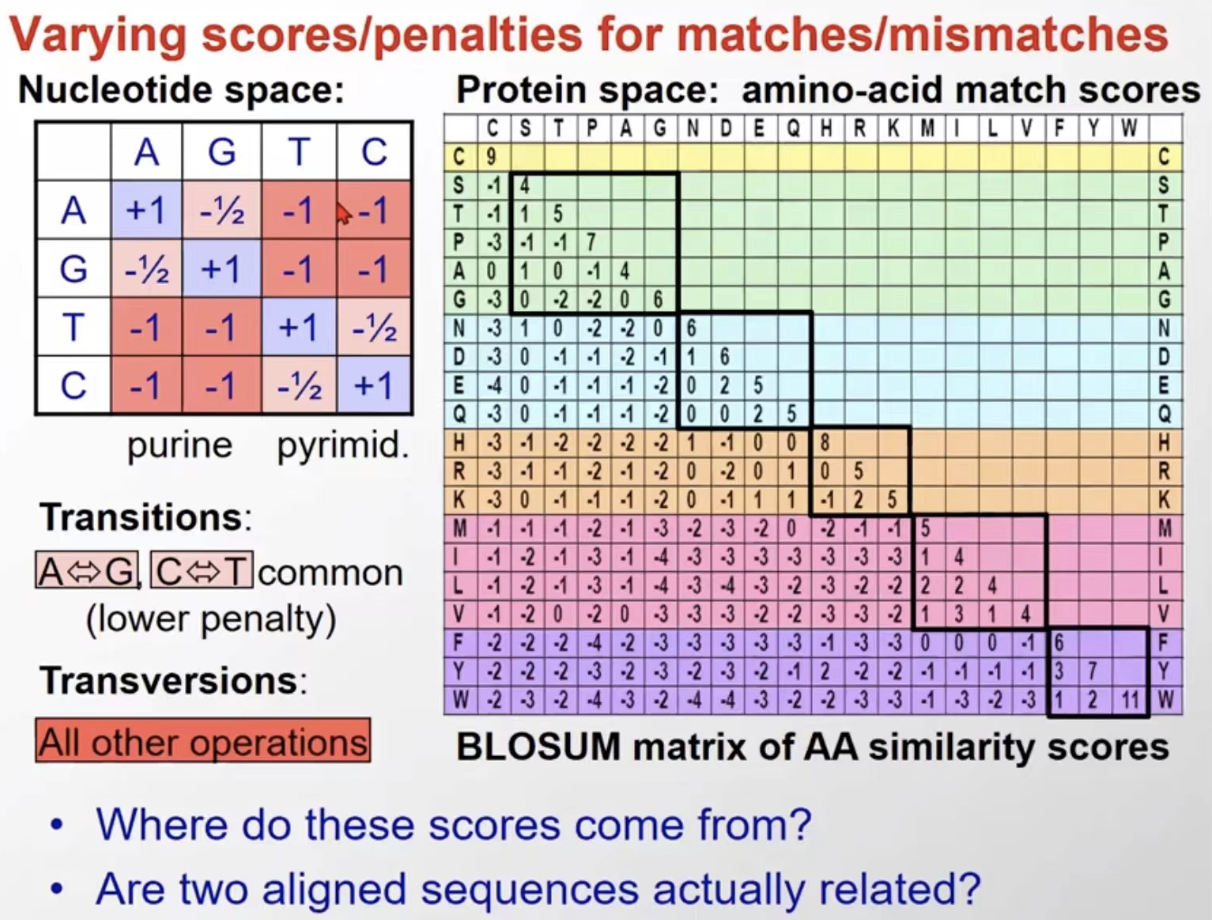 Varying scores/penalties for matches/mismatches
Nucleotide space:
A G T C
A +1 -½ -1 -1
G -½ +1 -1 -1
T -1 -1 +1 -½
C -1 -1 -½ +1
purine pyrimid.
Transitions:
A⇔G, C⇔T common
(lower penalty)
Transversions:
All other operations
Protein space: amino-acid match scores
C S T P A G N D E Q H R K M I L V F Y W
C 9 C
S -1 4 S
T -1 1 5 T
P -3 -1 -1 7 P
A 0 1 0 -1 4 A
G -3 0 -2 -2 0 6 G
N -3 1 0 -2 -2 0 6 N
D -3 0 -1 -1 -2 -1 1 6 D
E -4 0 -1 -1 -1 -2 0 2 5 E
Q -3 0 -1 -1 -1 -2 0 0 2 5 Q
H -3 -1 -2 -2 -2 -2 1 -1 0 0 8 H
R -3 -1 -1 -2 -1 -2 0 -2 0 1 0 5 R
K -3 0 -1 -1 -1 -2 0 -1 1 1 -1 2 5 K
M -1 -1 -1 -2 -1 -3 -2 -3 -2 0 -2 -1 -1 5 M
I -1 -2 -1 -3 -1 -4 -3 -3 -3 -3 -3 -3 -3 1 4 I
L -1 -2 -1 -3 -1 -4 -3 -4 -3 -2 -3 -2 -2 2 2 4 L
V -1 -2 0 -2 0 -3 -3 -3 -2 -2 -3 -3 -2 1 3 1 4 V
F -2 -2 -2 -4 -2 -3 -3 -3 -3 -3 -1 -3 -3 0 0 0 -1 6 F
Y -2 -2 -2 -3 -2 -3 -2 -3 -2 -1 2 -2 -2 -1 -1 -1 -1 3 7 Y
W -2 -3 -2 -4 -3 -2 -4 -4 -3 -2 -2 -3 -3 -1 -3 -2 -3 1 2 11 W
BLOSUM matrix of AA similarity scores
• Where do these scores come from?
• Are two aligned sequences actually related?